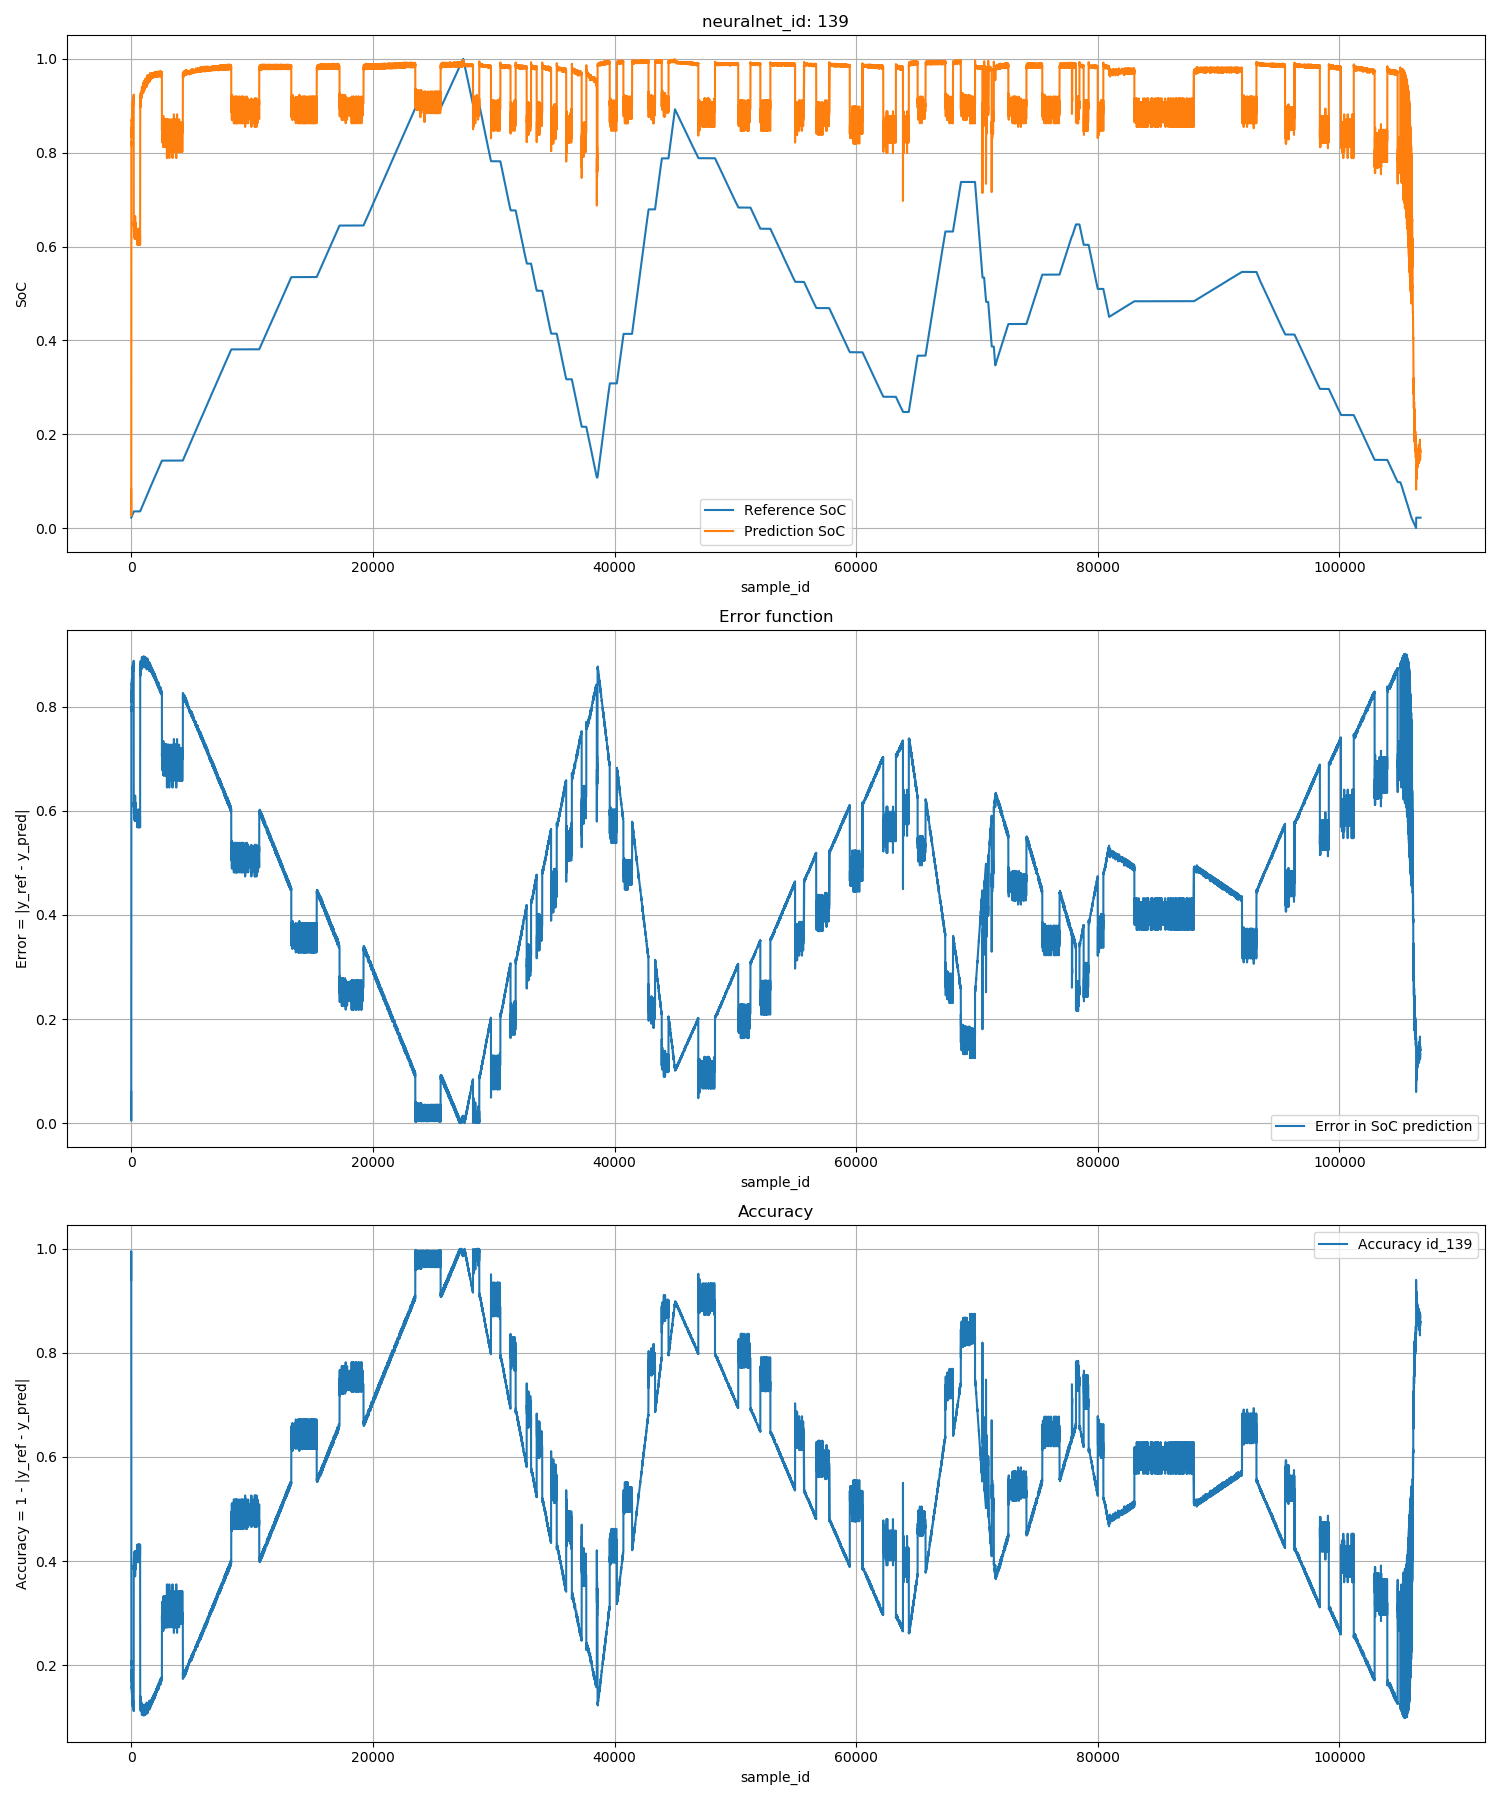 neuralnet_id: 139
1.0
0.8
0.6
0.4
0.2
0.0
SoC
Reference SoC
Prediction SoC
0 20000 40000 60000 80000 100000
sample_id
Error function
0.8
0.6
0.4
0.2
0.0
Error = |y_ref - y_pred|
Error in SoC prediction
0 20000 40000 60000 80000 100000
sample_id
Accuracy
1.0
0.8
0.6
0.4
0.2
Accuracy = 1 - |y_ref - y_pred|
Accuracy id_139
0 20000 40000 60000 80000 100000
sample_id